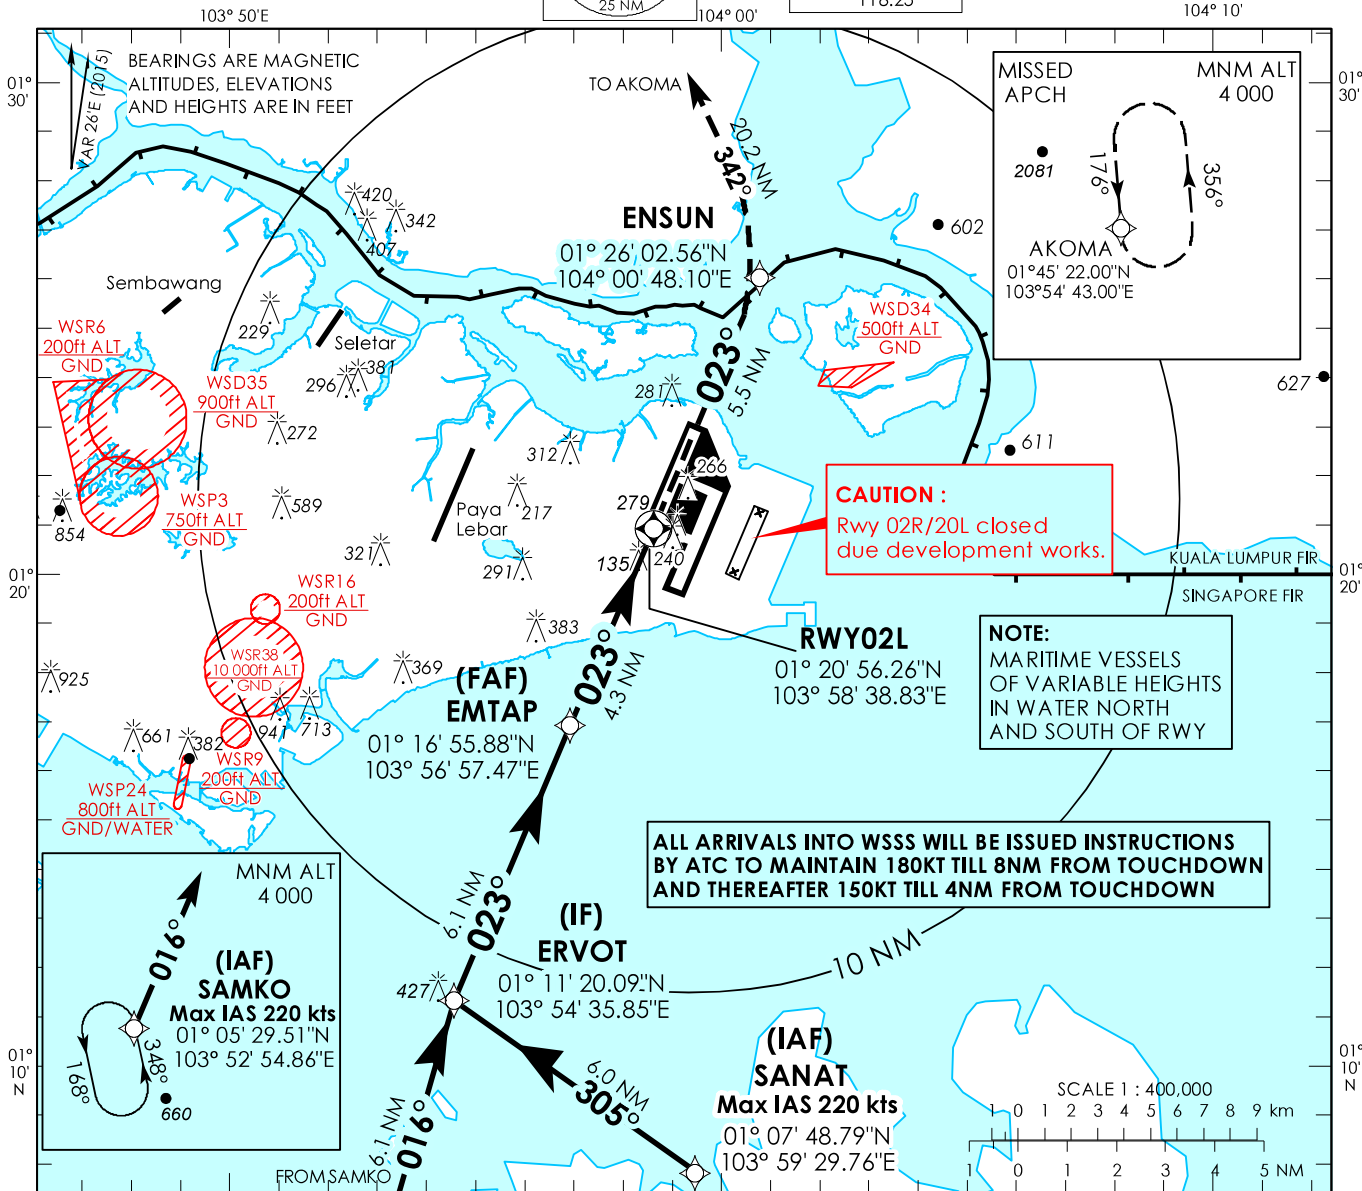 25 NM
118.25
103° 50'E
104° 00'
104° 10'
01°
30'
VAR 26'E (2015)
BEARINGS ARE MAGNETIC
ALTITUDES, ELEVATIONS
AND HEIGHTS ARE IN FEET
TO AKOMA
20.2 NM
342°
MISSED
APCH
MNM ALT
4 000
2081
176°
356°
AKOMA
01°45' 22.00"N
103°54' 43.00"E
01°
30'
420
342
407
ENSUN
01° 26' 02.56"N
104° 00' 48.10"E
602
Sembawang
229
Seletar
WSR6
200ft ALT
GND
WSD35
900ft ALT
GND
296
381
272
281
023°
5.5 NM
WSD34
500ft ALT
GND
627
611
312
266
WSP3
750ft ALT
GND
854
589
217
Paya
Lebar
279
321
291
135
240
CAUTION :
Rwy 02R/20L closed
due development works.
KUALA LUMPUR FIR
SINGAPORE FIR
01°
20'
01°
20'
WSR16
200ft ALT
GND
383
WSR38
10 000ft ALT
GND
369
925
941
713
661
382
WSR9
200ft ALT
GND
WSP24
800ft ALT
GND/WATER
023°
4.3 NM
(FAF)
EMTAP
01° 16' 55.88"N
103° 56' 57.47"E
RWY02L
01° 20' 56.26"N
103° 58' 38.83"E
NOTE:
MARITIME VESSELS
OF VARIABLE HEIGHTS
IN WATER NORTH
AND SOUTH OF RWY
ALL ARRIVALS INTO WSSS WILL BE ISSUED INSTRUCTIONS
BY ATC TO MAINTAIN 180KT TILL 8NM FROM TOUCHDOWN
AND THEREAFTER 150KT TILL 4NM FROM TOUCHDOWN
MNM ALT
4 000
016°
(IAF)
SAMKO
Max IAS 220 kts
01° 05' 29.51"N
103° 52' 54.86"E
348°
168°
660
6.1 NM
023°
(IF)
ERVOT
01° 11' 20.09"N
103° 54' 35.85"E
427
10 NM
6.0 NM
305°
(IAF)
SANAT
Max IAS 220 kts
01° 07' 48.79"N
103° 59' 29.76"E
6.1 NM
016°
FROM SAMKO
01°
10'
N
01°
10'
N
SCALE 1 : 400,000
1 0 1 2 3 4 5 6 7 8 9 km
1 0 1 2 3 4 5 NM